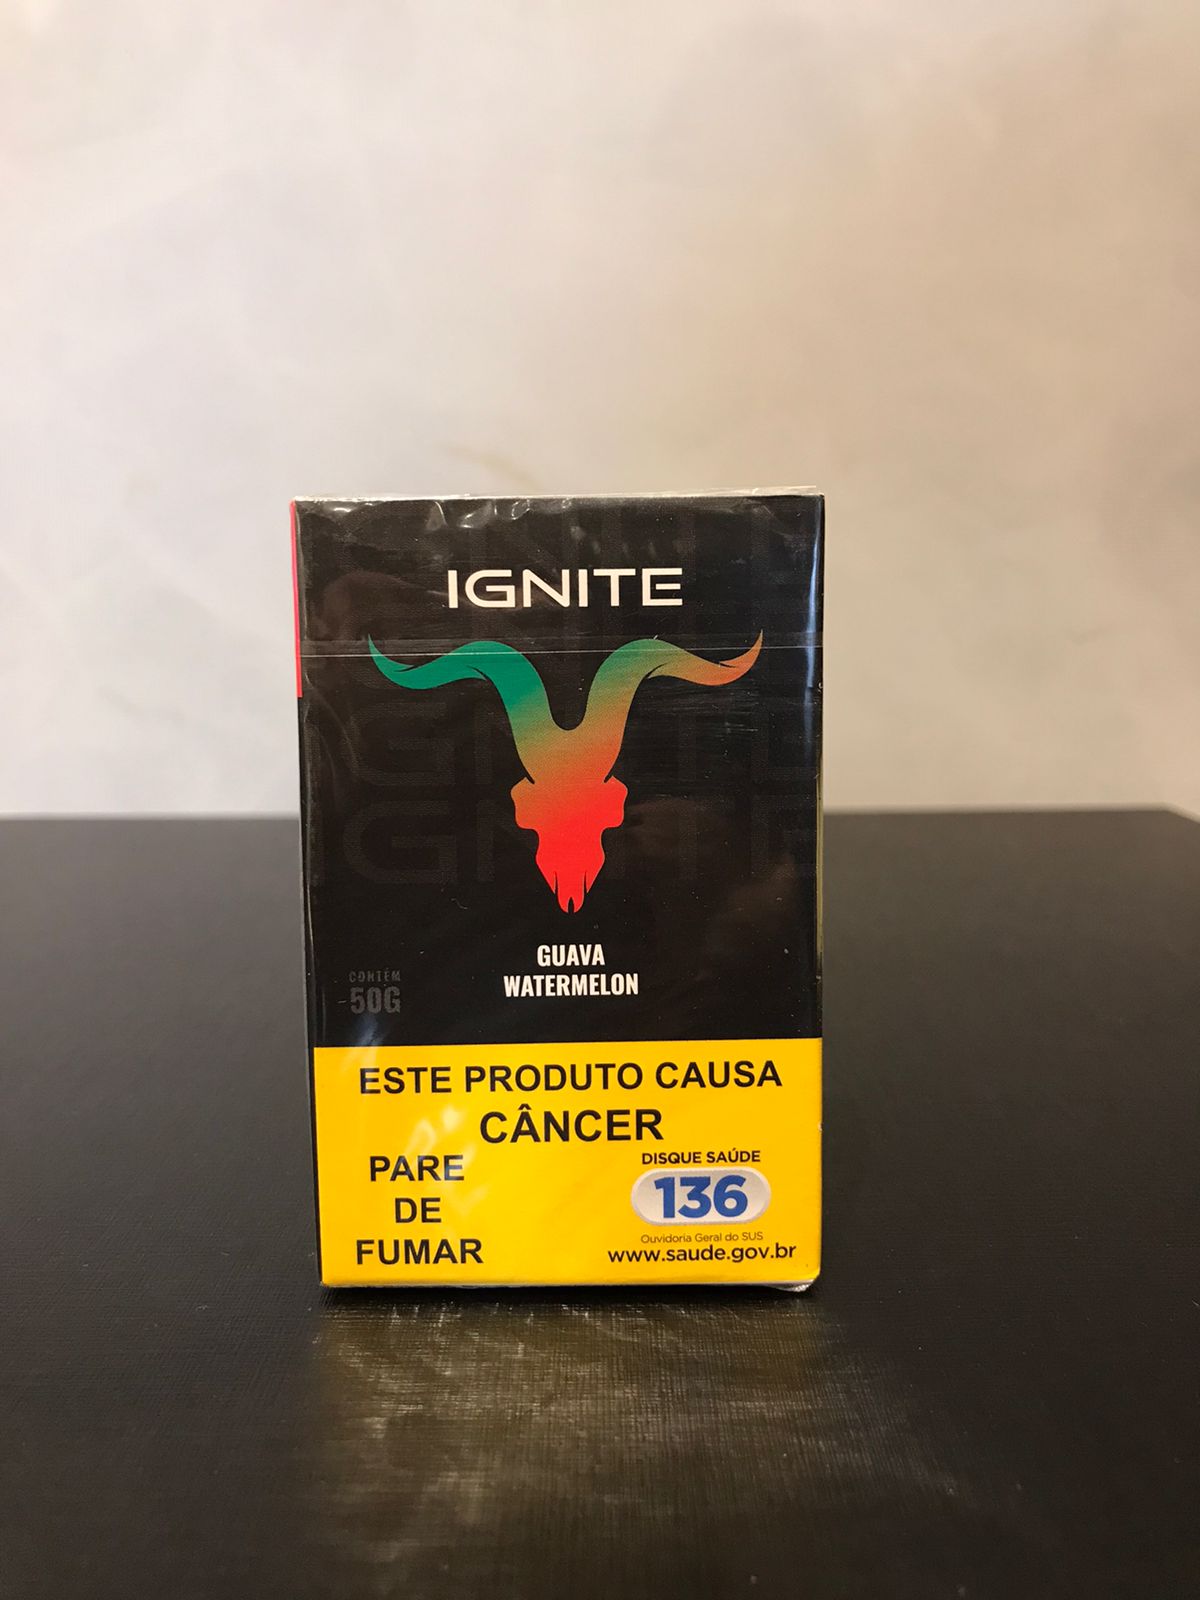 IGNITE
GUAVA
WATERMELON
CONTÉM
50G
ESTE PRODUTO CAUSA
CÂNCER
PARE
DE
FUMAR
DISQUE SAÚDE
136
Ouvidoria Geral do SUS
www.saude.gov.br